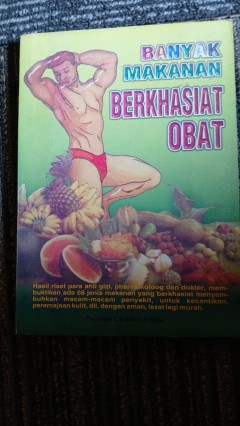 BANYAK
MAKANAN
BERKHASIAT
OBAT
Hasil riset para ahli gizi, pharmakoloog dan dokter, mem-
buktikan ada 68 jenis makanan yang berkhasiat menyem-
buhkan macam-macam penyakit, untuk kecantikan,
peremajaan kulit, dll, dengan aman, lezat lagi murah.